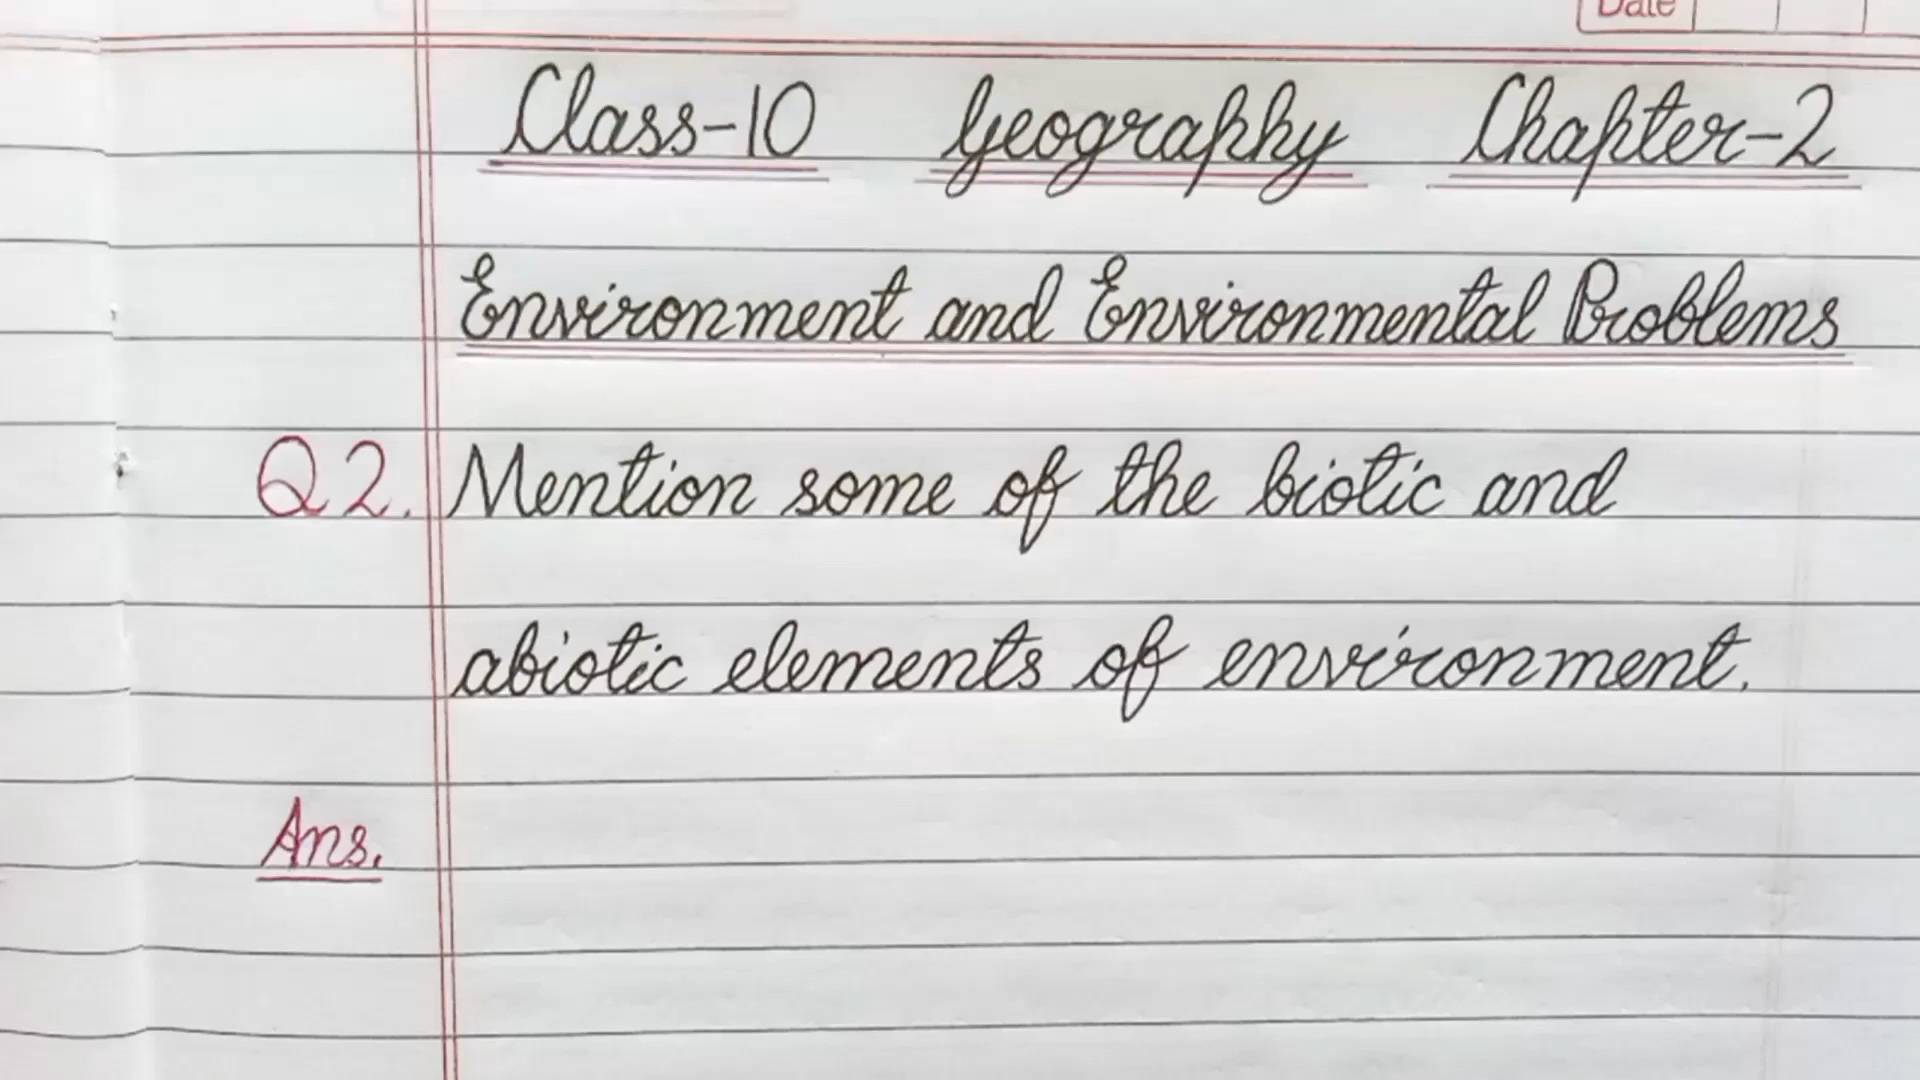 Date
Class-10 Geography Chapter-2
Environment and Environmental Problems
Q2. Mention some of the biotic and
abiotic elements of environment.
Ans.